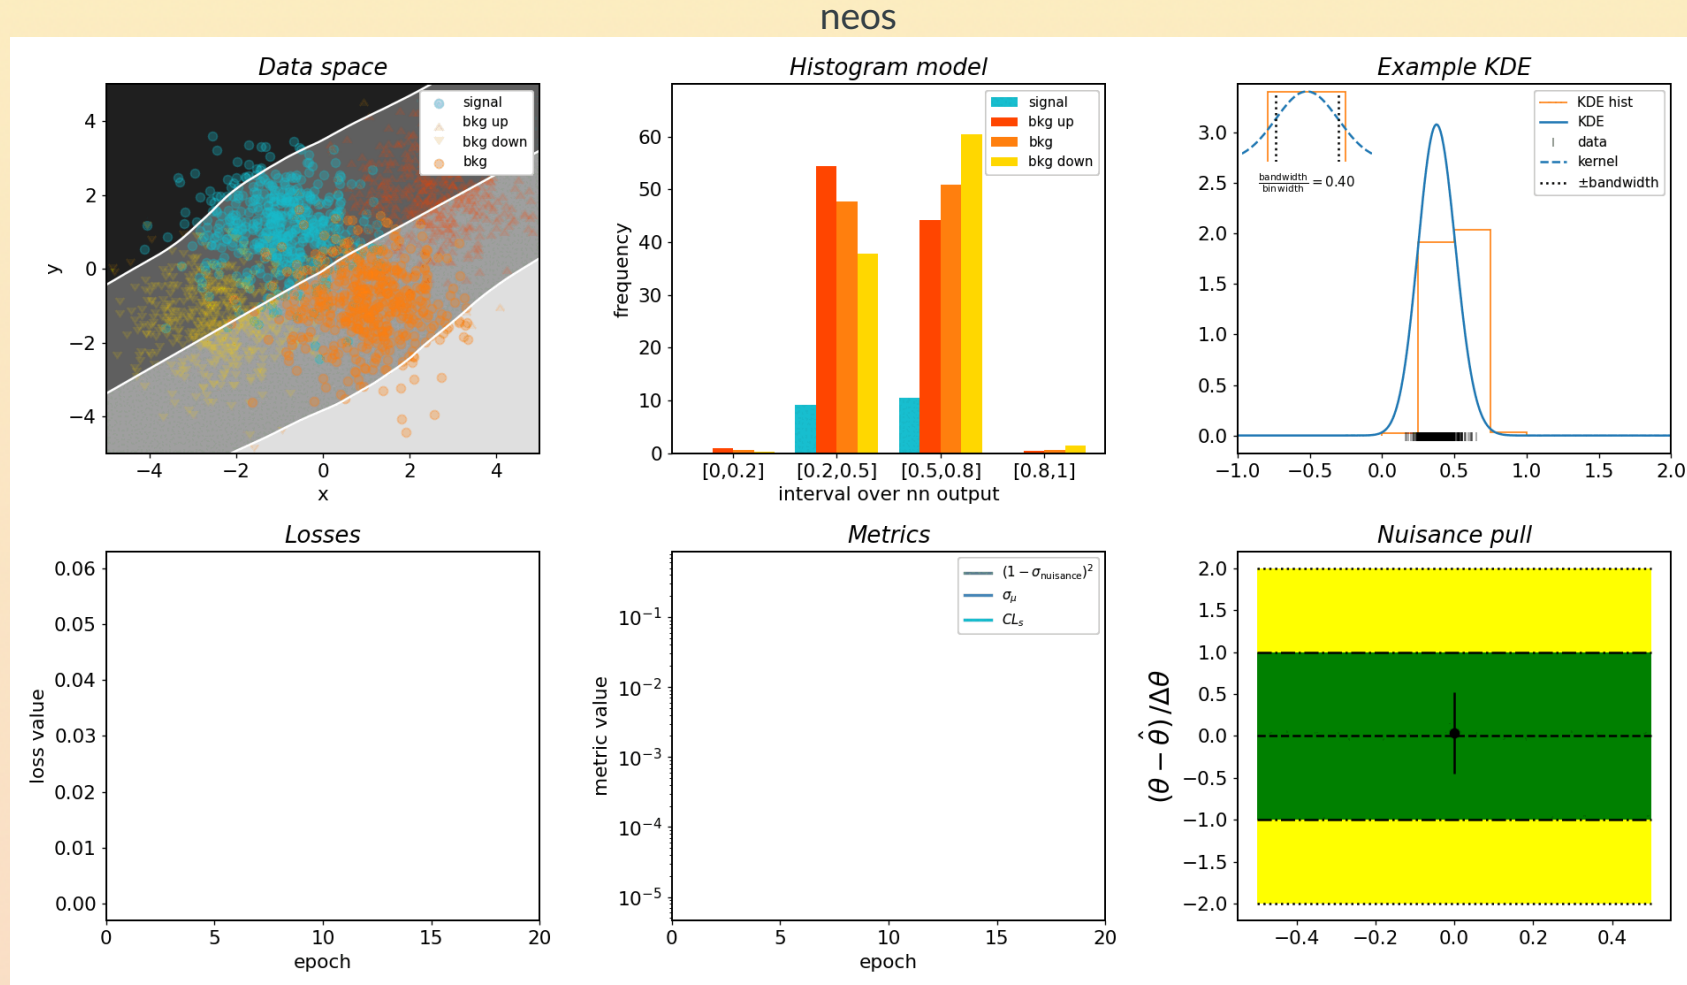 neos
Data space
signal
bkg up
bkg down
bkg
4
2
0
−2
−4
y
−4 −2 0 2 4
x
Histogram model
signal
bkg up
bkg
bkg down
60
50
40
30
20
10
0
frequency
[0,0.2] [0.2,0.5] [0.5,0.8] [0.8,1]
interval over nn output
Example KDE
KDE hist
KDE
data
kernel
±bandwidth
bandwidth
binwidth = 0.40
3.0
2.5
2.0
1.5
1.0
0.5
0.0
−1.0 −0.5 0.0 0.5 1.0 1.5 2.0
Losses
0.06
0.05
0.04
0.03
0.02
0.01
0.00
loss value
0 5 10 15 20
epoch
Metrics
(1 − σnuisance)²
σμ
CLs
10⁻¹
10⁻²
10⁻³
10⁻⁴
10⁻⁵
metric value
0 5 10 15 20
epoch
Nuisance pull
2.0
1.5
1.0
0.5
0.0
−0.5
−1.0
−1.5
−2.0
(θ − θ̂) / Δθ
−0.4 −0.2 0.0 0.2 0.4